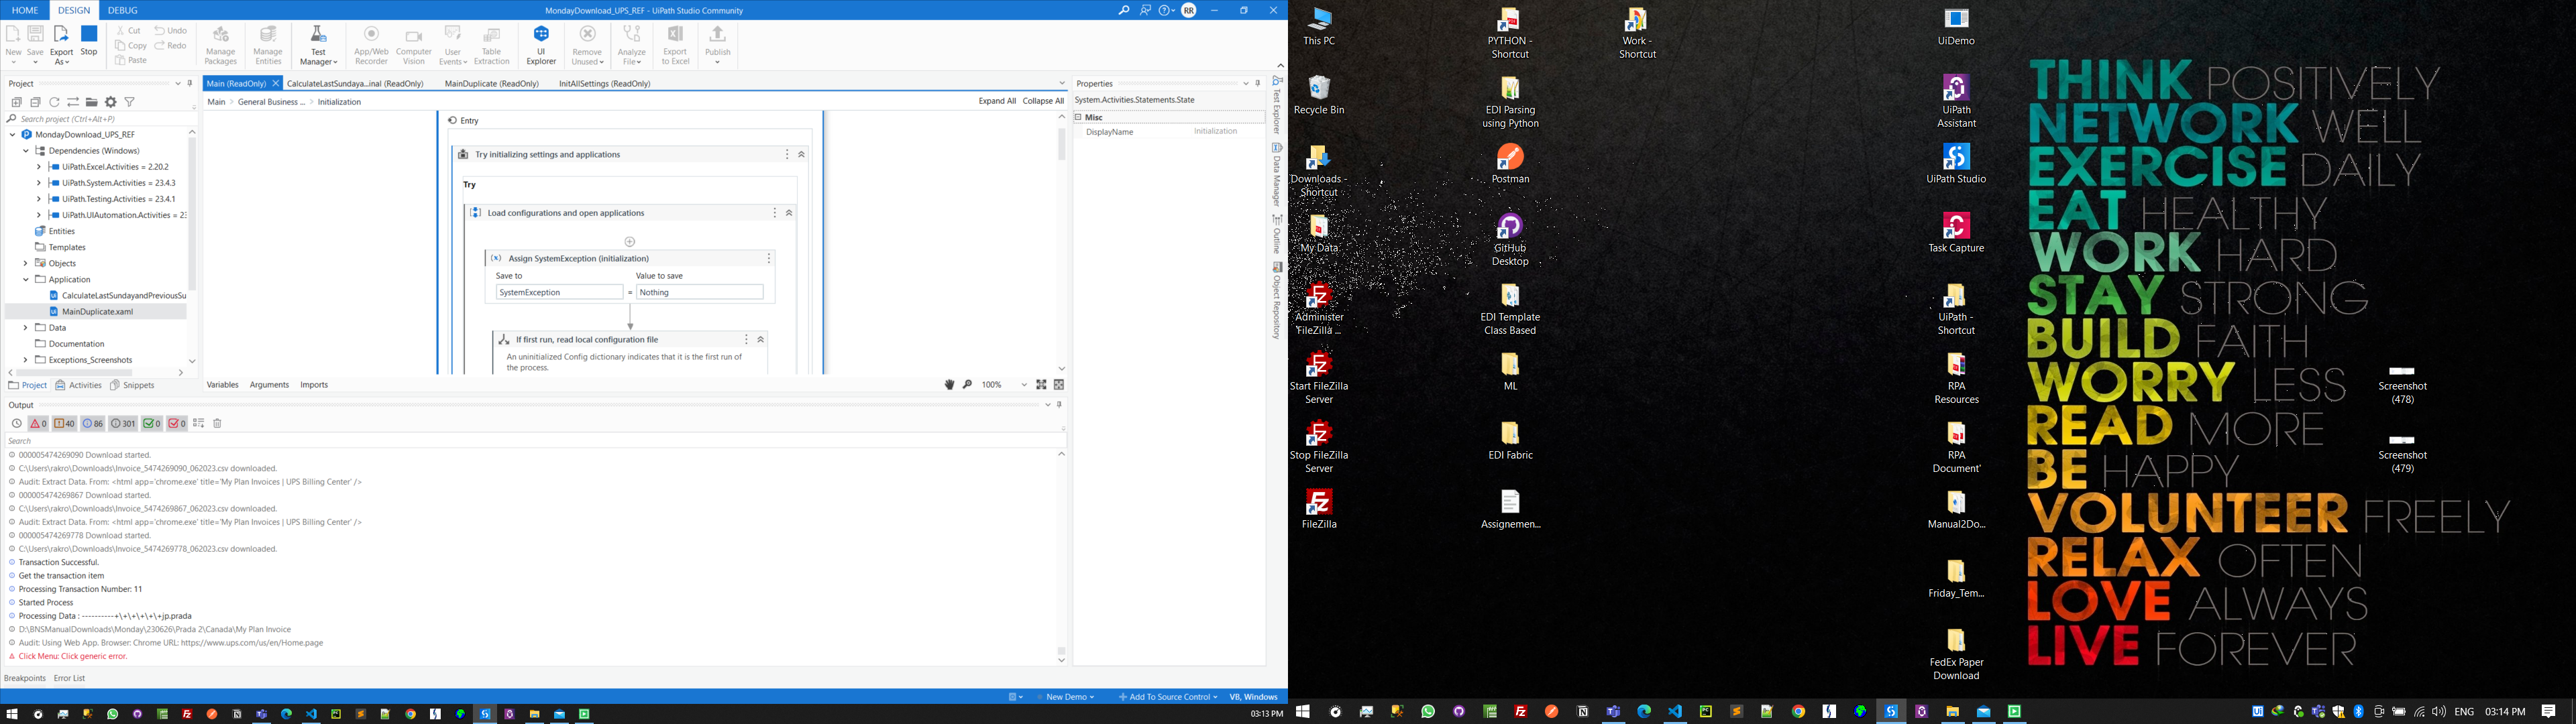 HOME DESIGN DEBUG
MondayDownload_UPS_REF - UiPath Studio Community
RR
New Save Export As Stop
Cut Copy Paste Undo Redo
Manage Packages
Manage Entities
Test Manager
App/Web Recorder
Computer Vision
User Events
Table Extraction
UI Explorer
Remove Unused
Analyze File
Export to Excel
Publish
Project
Search project (Ctrl+Alt+P)
MondayDownload_UPS_REF
Dependencies (Windows)
UiPath.Excel.Activities = 2.20.2
UiPath.System.Activities = 23.4.3
UiPath.Testing.Activities = 23.4.1
UiPath.UIAutomation.Activities = 23
Entities
Templates
Objects
Application
CalculateLastSundayandPreviousSu
MainDuplicate.xaml
Data
Documentation
Exceptions_Screenshots
Project Activities Snippets
Main (ReadOnly) CalculateLastSundaya...inal (ReadOnly) MainDuplicate (ReadOnly) InitAllSettings (ReadOnly)
Main > General Business ... > Initialization
Expand All Collapse All
Entry
Try initializing settings and applications
Try
Load configurations and open applications
Assign SystemException (initialization)
Save to Value to save
SystemException = Nothing
If first run, read local configuration file
An uninitialized Config dictionary indicates that it is the first run of
the process.
Variables Arguments Imports
100%
Properties
System.Activities.Statements.State
Misc
DisplayName Initialization
Test Explorer
Data Manager
Outline
Object Repository
Output
0 40 86 301 0 0
Search
000005474269090 Download started.
C:\Users\rakro\Downloads\Invoice_5474269090_062023.csv downloaded.
Audit: Extract Data. From: <html app='chrome.exe' title='My Plan Invoices | UPS Billing Center' />
000005474269867 Download started.
C:\Users\rakro\Downloads\Invoice_5474269867_062023.csv downloaded.
Audit: Extract Data. From: <html app='chrome.exe' title='My Plan Invoices | UPS Billing Center' />
000005474269778 Download started.
C:\Users\rakro\Downloads\Invoice_5474269778_062023.csv downloaded.
Transaction Successful.
Get the transaction item
Processing Transaction Number: 11
Started Process
Processing Data : ----------+\+\+\+\+\+jp.prada
D:\BNSManualDownloads\Monday\230626\Prada 2\Canada\My Plan Invoice
Audit: Using Web App. Browser: Chrome URL: https://www.ups.com/us/en/Home.page
Click Menu: Click generic error.
Breakpoints Error List
New Demo Add To Source Control VB, Windows
03:13 PM
This PC
Recycle Bin
Downloads - Shortcut
My Data
Administer FileZilla ...
Start FileZilla Server
Stop FileZilla Server
FileZilla
PYTHON - Shortcut
EDI Parsing using Python
Postman
GitHub Desktop
EDI Template Class Based
ML
EDI Fabric
Assignemen...
Work - Shortcut
UiDemo
UiPath Assistant
UiPath Studio
Task Capture
UiPath - Shortcut
RPA Resources
RPA Document'
Manual2Do...
Friday_Tem...
FedEx Paper Download
THINK POSITIVELY
NETWORK WELL
EXERCISE DAILY
EAT HEALTHY
WORK HARD
STAY STRONG
BUILD FAITH
WORRY LESS
READ MORE
BE HAPPY
VOLUNTEER FREELY
RELAX OFTEN
LOVE ALWAYS
LIVE FOREVER
Screenshot (478)
Screenshot (479)
ENG 03:14 PM